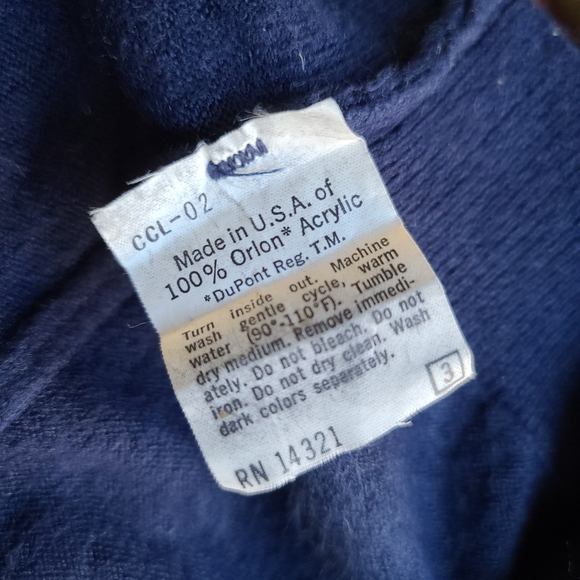 CCL-02
Made in U.S.A. of
100% Orlon* Acrylic
*DuPont Reg. T.M.
Turn inside out. Machine
wash gentle cycle, warm
water (90°-110°F). Tumble
dry medium. Remove immedi-
ately. Do not bleach. Do not
iron. Do not dry clean. Wash
dark colors separately.
3
RN 14321